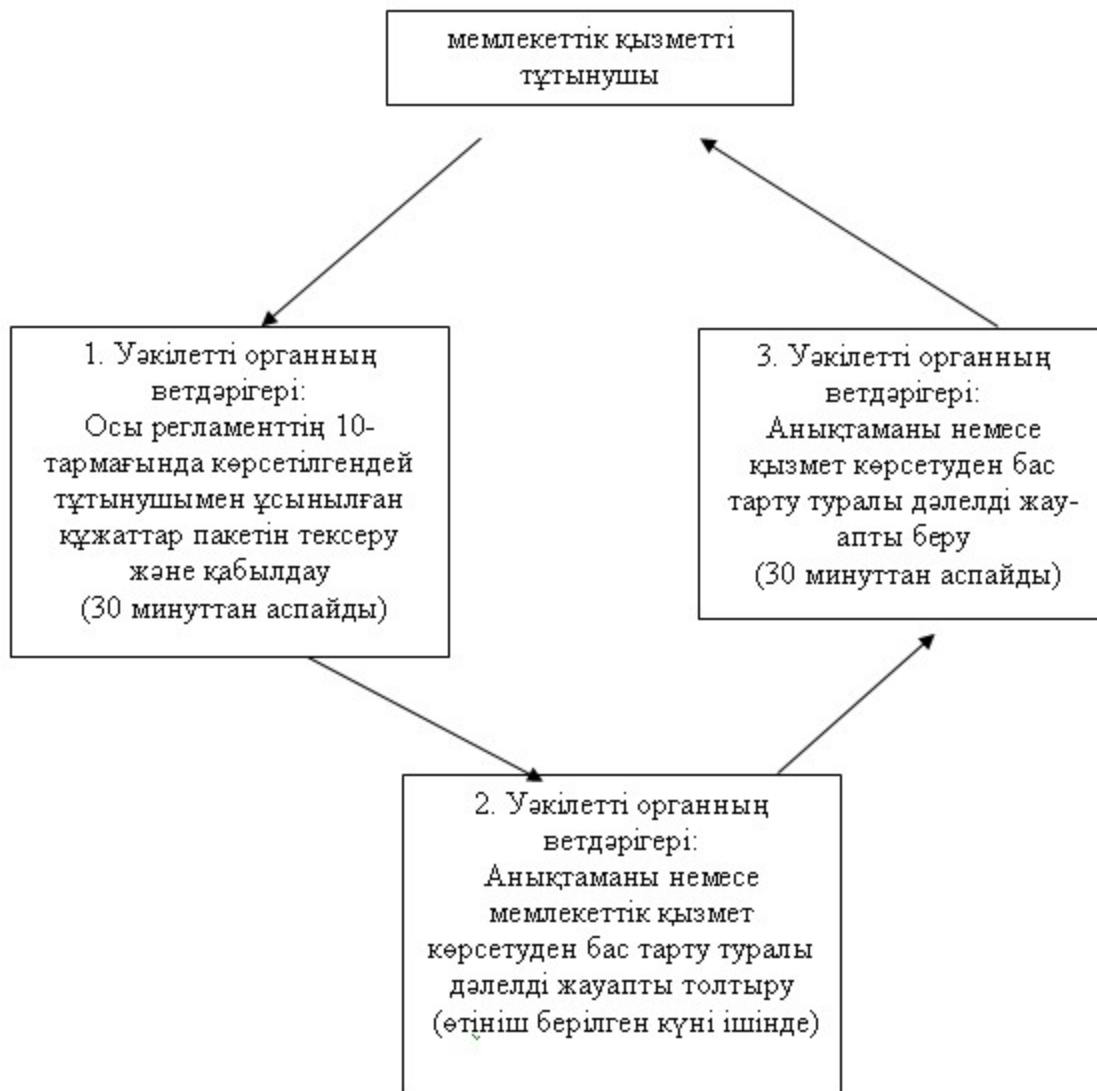 мемлекеттік қызметті
тұтынушы
1. Уәкілетті органның
ветдәрігері:
Осы регламенттің 10-
тармағында көрсетілгендей
тұтынушымен ұсынылған
құжаттар пакетін тексеру
және қабылдау
(30 минуттан аспайды)
2. Уәкілетті органның
ветдәрігері:
Анықтаманы немесе
мемлекеттік қызмет
көрсетуден бас тарту туралы
дәлелді жауапты толтыру
(өтініш берілген күні ішінде)
3. Уәкілетті органның
ветдәрігері:
Анықтаманы немесе
қызмет көрсетуден бас
тарту туралы дәлелді жау-
апты беру
(30 минуттан аспайды)